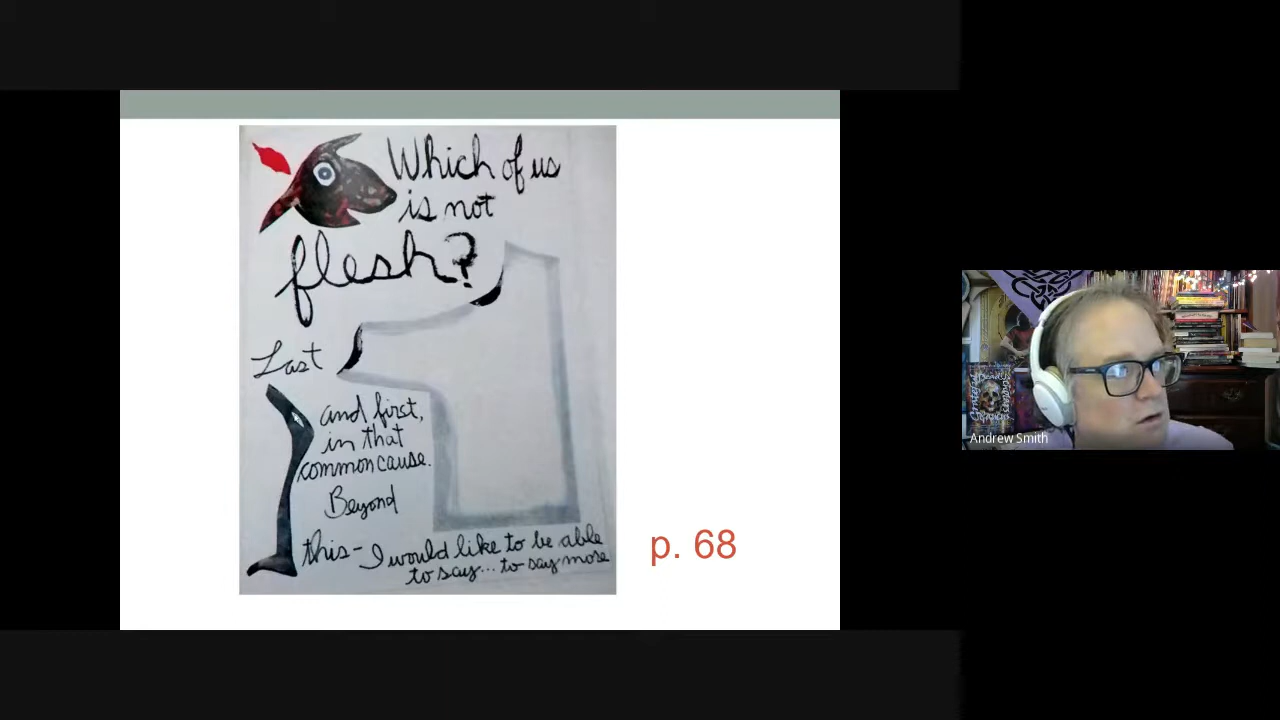 Which of us
is not
flesh?
Last
and first,
in that
common cause.
Beyond
this- I would like to be able
to say... to say more
p. 68
Andrew Smith